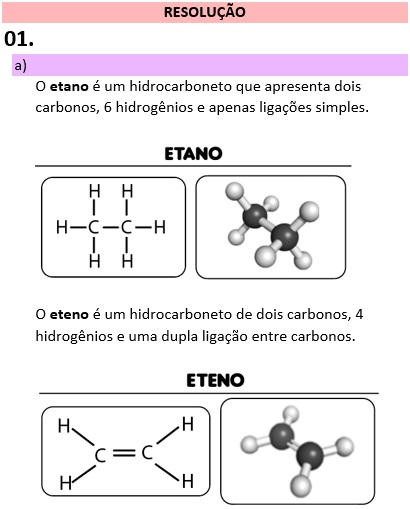 RESOLUÇÃO
01.
a)
O etano é um hidrocarboneto que apresenta dois
carbonos, 6 hidrogênios e apenas ligações simples.
ETANO
H H
H C C H
H H
O eteno é um hidrocarboneto de dois carbonos, 4
hidrogênios e uma dupla ligação entre carbonos.
ETENO
H H
C C
H H